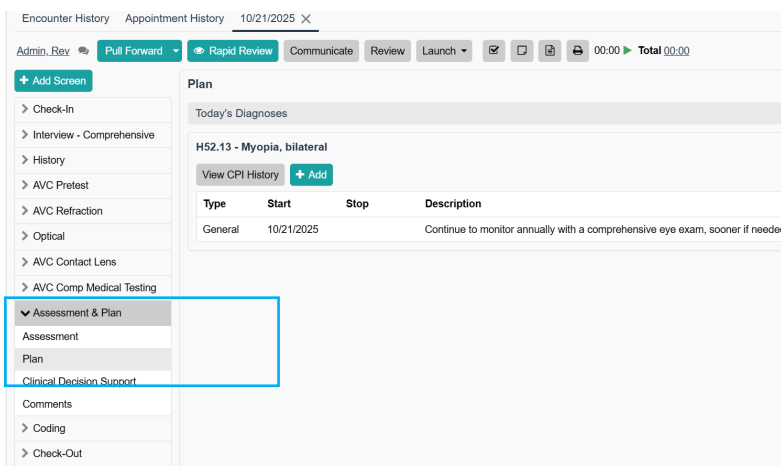 Encounter History Appointment History 10/21/2025 ×
Admin, Rev Pull Forward Rapid Review Communicate Review Launch 00:00 Total 00:00
+ Add Screen
Plan
Check-In
Today's Diagnoses
Interview - Comprehensive
H52.13 - Myopia, bilateral
History
View CPI History + Add
AVC Pretest
Type Start Stop Description
AVC Refraction
General 10/21/2025 Continue to monitor annually with a comprehensive eye exam, sooner if neede
Optical
AVC Contact Lens
AVC Comp Medical Testing
Assessment & Plan
Assessment
Plan
Clinical Decision Support
Comments
Coding
Check-Out